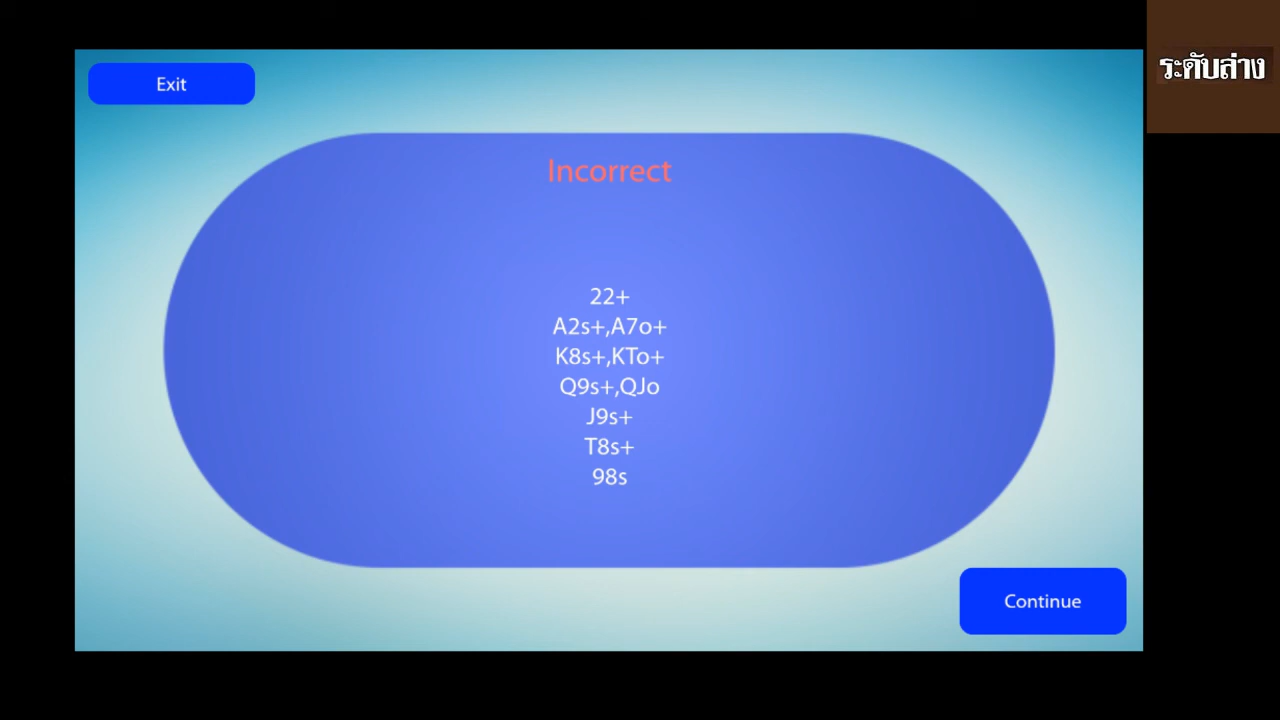 Exit
ระดับล่าง
Incorrect
22+
A2s+,A7o+
K8s+,KTo+
Q9s+,QJo
J9s+
T8s+
98s
Continue